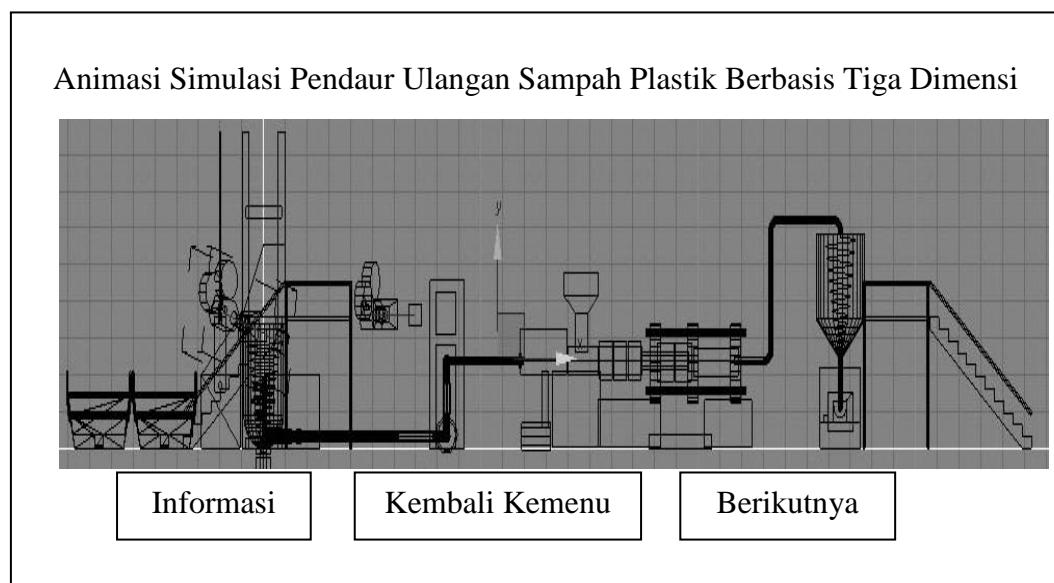 Animasi Simulasi Pendaur Ulangan Sampah Plastik Berbasis Tiga Dimensi
y
x
Informasi
Kembali Kemenu
Berikutnya